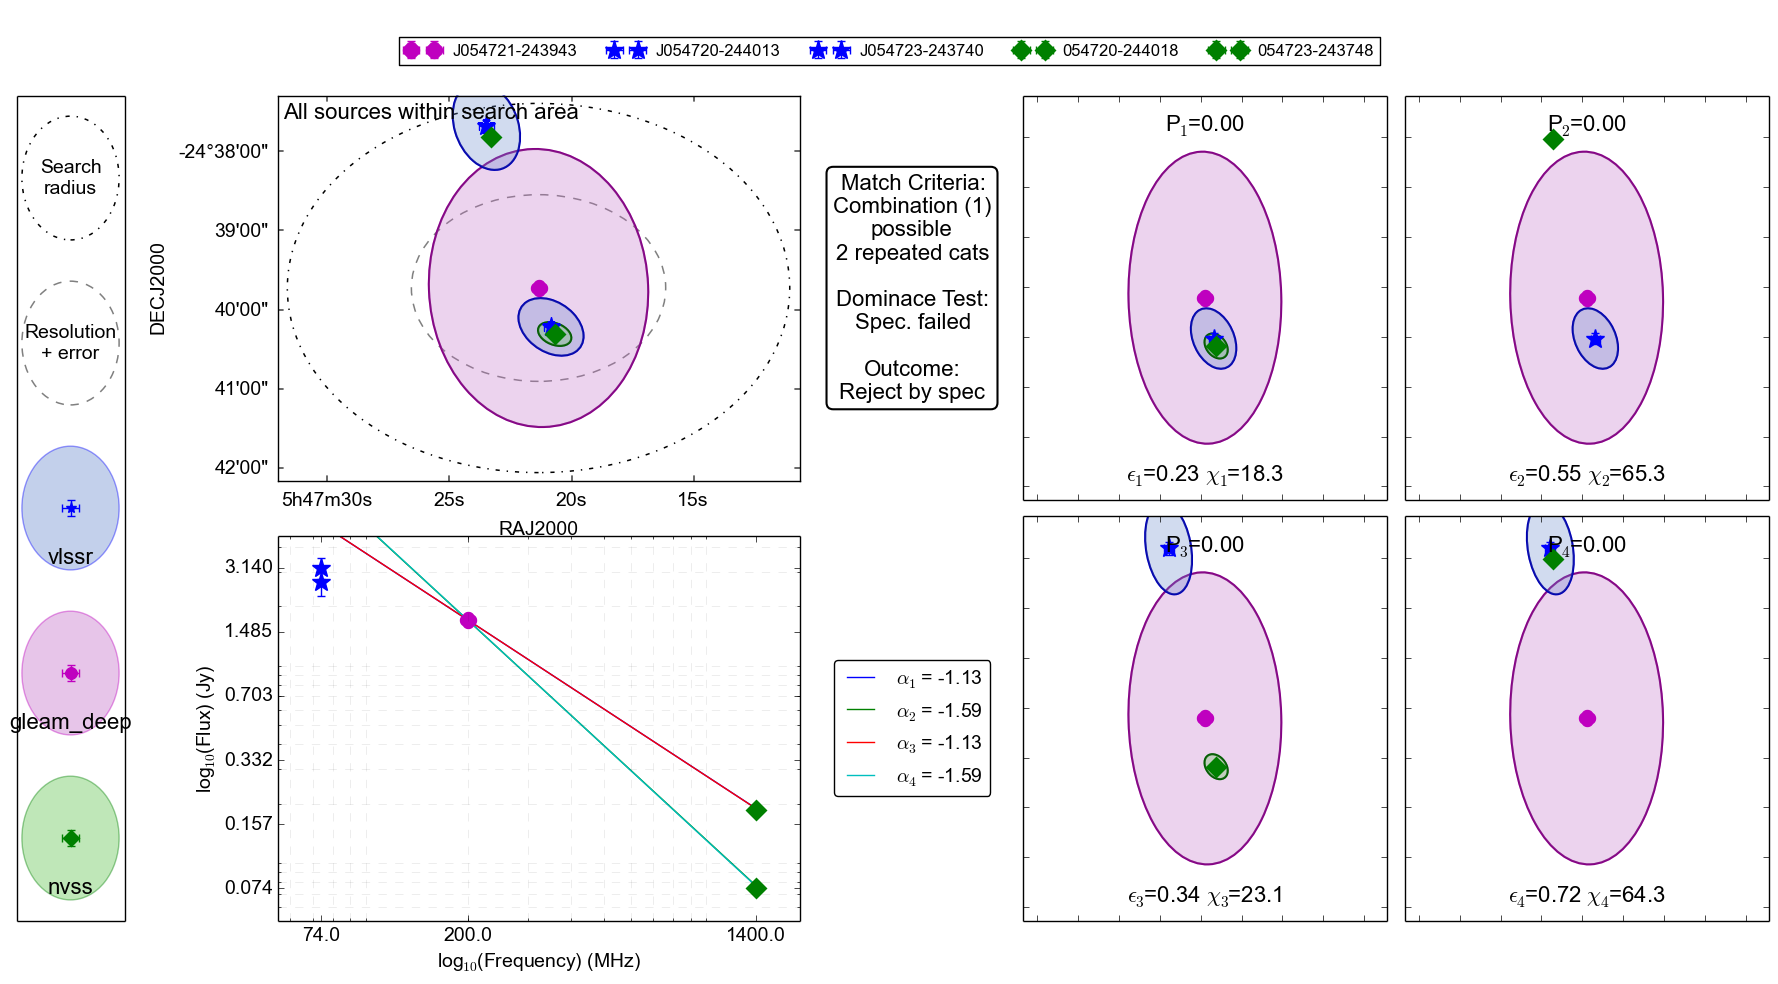 J054721-243943 J054720-244013 J054723-243740 054720-244018 054723-243748
Search
radius
Resolution
+ error
vlssr
gleam_deep
nvss
All sources within search area
DECJ2000
-24°38'00"
39'00"
40'00"
41'00"
42'00"
5h47m30s 25s 20s 15s
RAJ2000
Match Criteria:
Combination (1)
possible
2 repeated cats
Dominace Test:
Spec. failed
Outcome:
Reject by spec
P₁=0.00
ϵ₁=0.23 χ₁=18.3
P₂=0.00
ϵ₂=0.55 χ₂=65.3
log₁₀(Flux) (Jy)
3.140
1.485
0.703
0.332
0.157
0.074
74.0 200.0 1400.0
log₁₀(Frequency) (MHz)
α₁ = -1.13
α₂ = -1.59
α₃ = -1.13
α₄ = -1.59
P₃=0.00
ϵ₃=0.34 χ₃=23.1
P₄=0.00
ϵ₄=0.72 χ₄=64.3